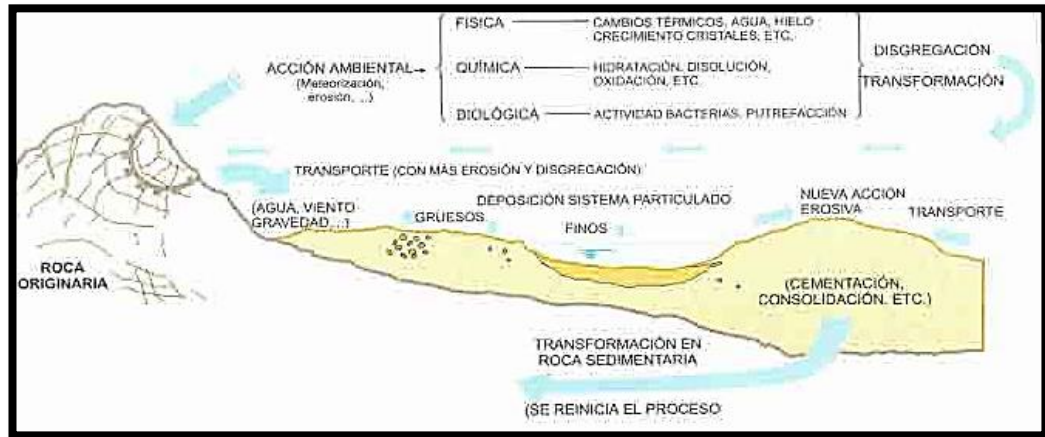 FÍSICA
CAMBIOS TÉRMICOS, AGUA, HIELO
CRECIMIENTO CRISTALES, ETC.
ACCIÓN AMBIENTAL
(Meteorización,
erosión, ...)
QUÍMICA
HIDRATACIÓN, DISOLUCIÓN,
OXIDACIÓN, ETC.
BIOLÓGICA
ACTIVIDAD BACTERIAS, PUTREFACCIÓN
DISGREGACION
TRANSFORMACIÓN
TRANSPORTE (CON MÁS EROSIÓN Y DISGREGACIÓN)
(AGUA, VIENTO
GRAVEDAD,...)
DEPOSICIÓN SISTEMA PARTICULADO
GRUESOS
FINOS
NUEVA ACCIÓN
EROSIVA
TRANSPORTE
ROCA
ORIGINARIA
(CEMENTACIÓN,
CONSOLIDACIÓN. ETC.)
TRANSFORMACIÓN EN
ROCA SEDIMENTARIA
(SE REINICIA EL PROCESO